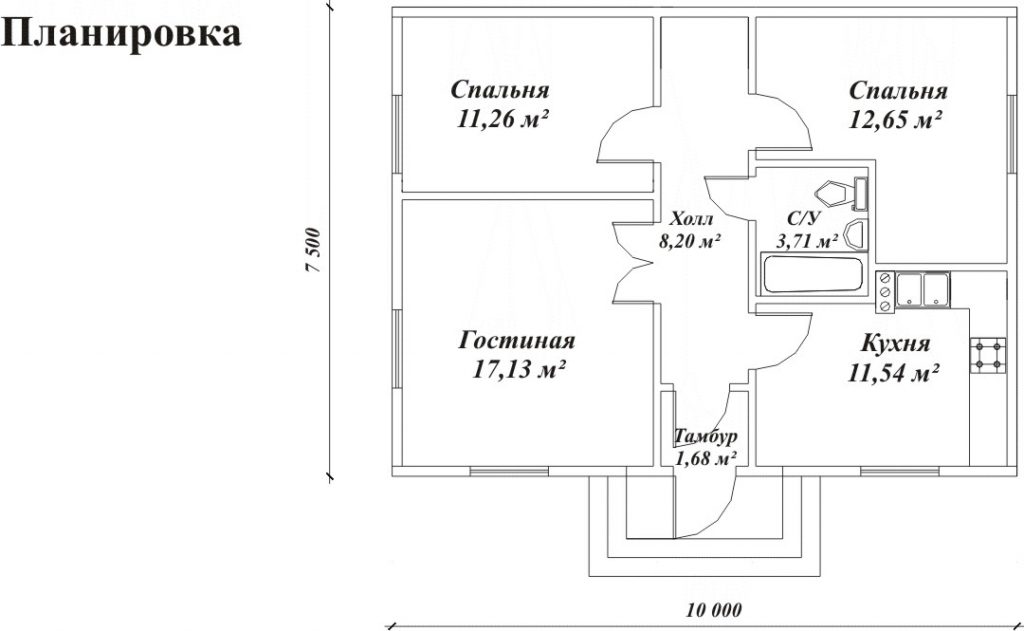 Планировка
Спальня
11,26 м²
Спальня
12,65 м²
Холл
8,20 м²
С/У
3,71 м²
7 500
Гостиная
17,13 м²
Кухня
11,54 м²
Тамбур
1,68 м²
10 000